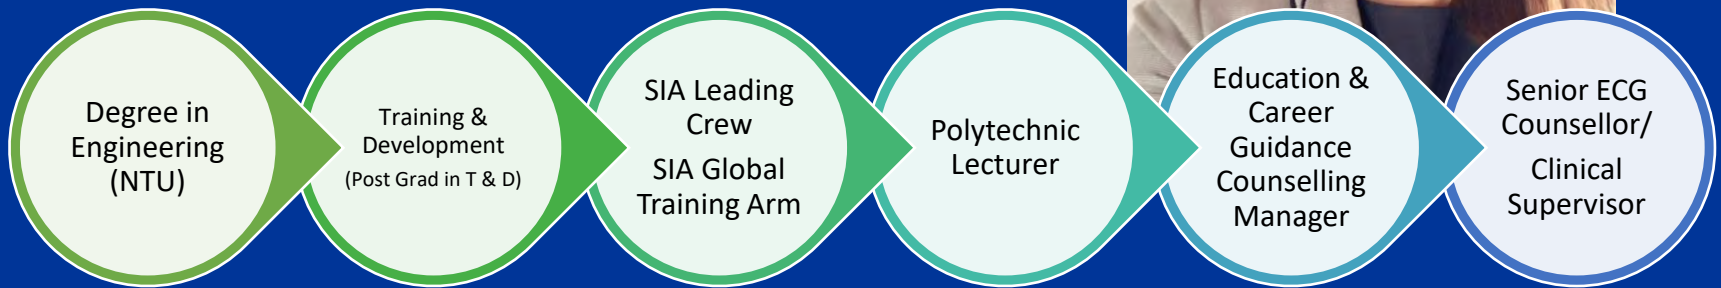 Degree in
Engineering
(NTU)
Training &
Development
(Post Grad in T & D)
SIA Leading
Crew
SIA Global
Training Arm
Polytechnic
Lecturer
Education &
Career
Guidance
Counselling
Manager
Senior ECG
Counsellor/
Clinical
Supervisor